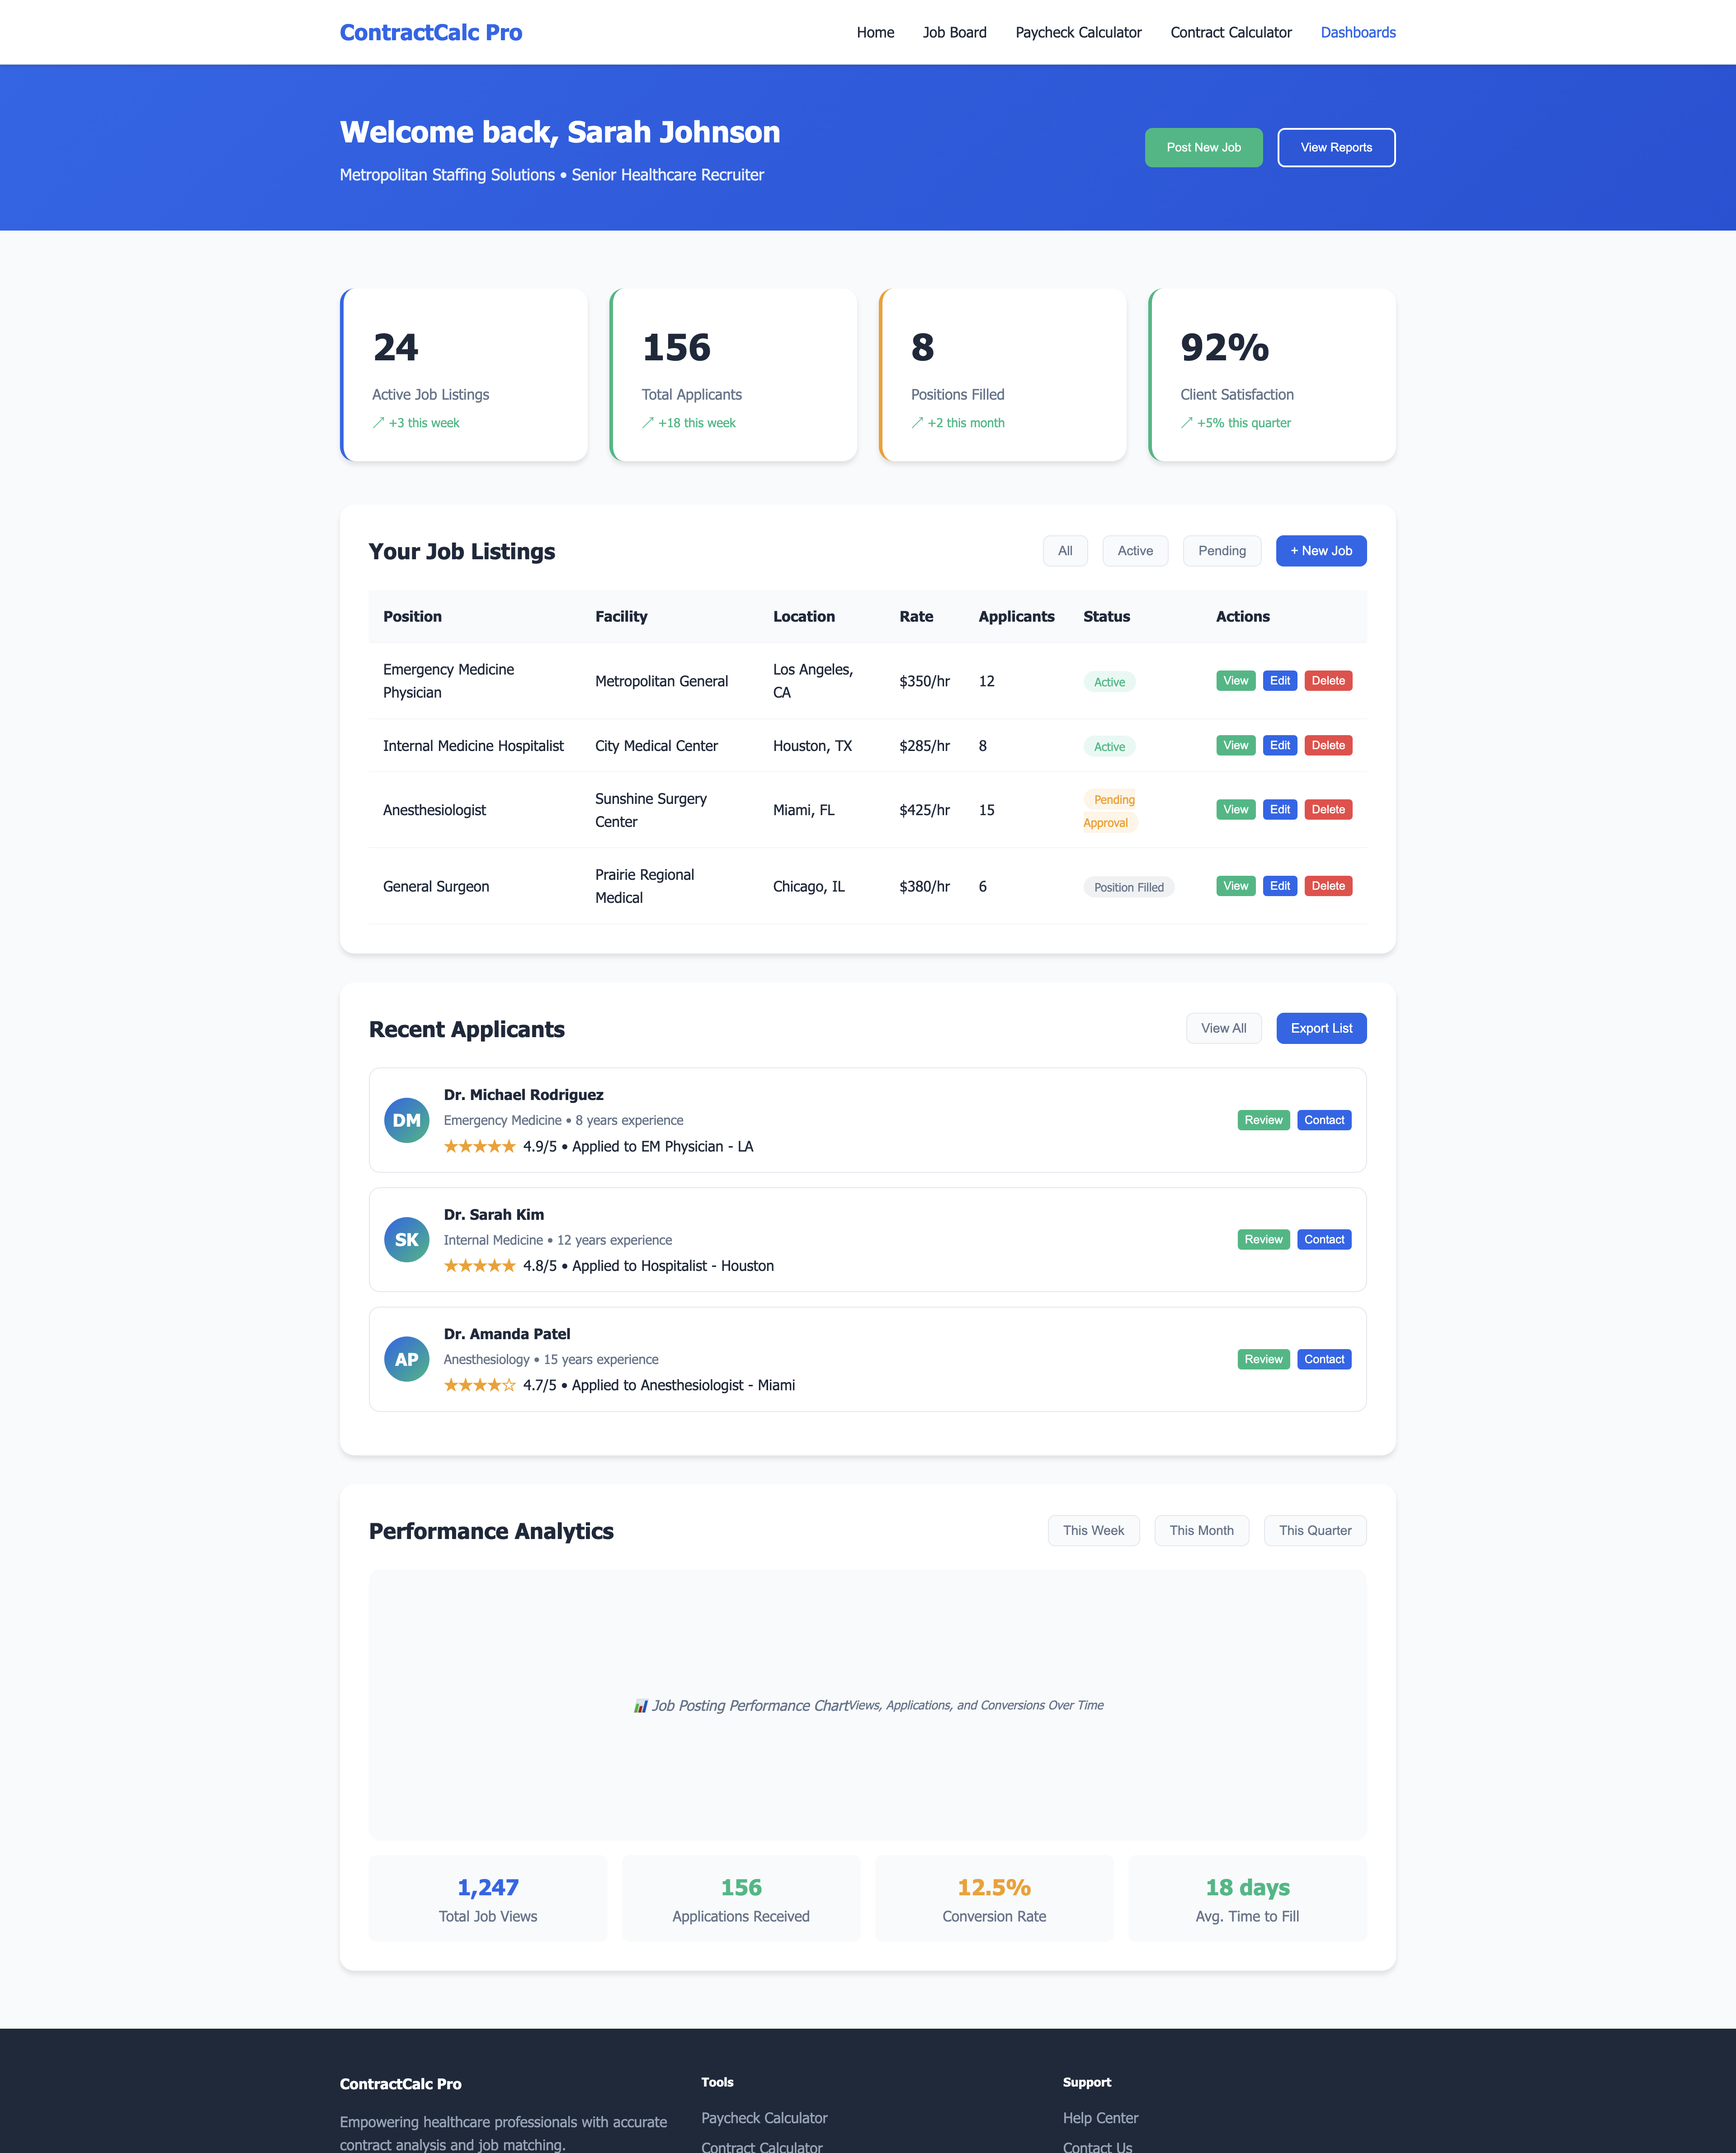 ContractCalc Pro
Home Job Board Paycheck Calculator Contract Calculator Dashboards
Welcome back, Sarah Johnson
Metropolitan Staffing Solutions • Senior Healthcare Recruiter
Post New Job View Reports
24
Active Job Listings
↗ +3 this week
156
Total Applicants
↗ +18 this week
8
Positions Filled
↗ +2 this month
92%
Client Satisfaction
↗ +5% this quarter
Your Job Listings
All Active Pending + New Job
Position Facility Location Rate Applicants Status Actions
Emergency Medicine
Physician
Metropolitan General
Los Angeles,
CA
$350/hr 12 Active View Edit Delete
Internal Medicine Hospitalist City Medical Center Houston, TX $285/hr 8 Active View Edit Delete
Anesthesiologist
Sunshine Surgery
Center
Miami, FL $425/hr 15
Pending
Approval
View Edit Delete
General Surgeon
Prairie Regional
Medical
Chicago, IL $380/hr 6 Position Filled View Edit Delete
Recent Applicants
View All Export List
DM
Dr. Michael Rodriguez
Emergency Medicine • 8 years experience
★★★★★ 4.9/5 • Applied to EM Physician - LA
Review Contact
SK
Dr. Sarah Kim
Internal Medicine • 12 years experience
★★★★★ 4.8/5 • Applied to Hospitalist - Houston
Review Contact
AP
Dr. Amanda Patel
Anesthesiology • 15 years experience
★★★★☆ 4.7/5 • Applied to Anesthesiologist - Miami
Review Contact
Performance Analytics
This Week This Month This Quarter
📊 Job Posting Performance ChartViews, Applications, and Conversions Over Time
1,247
Total Job Views
156
Applications Received
12.5%
Conversion Rate
18 days
Avg. Time to Fill
ContractCalc Pro
Empowering healthcare professionals with accurate
contract analysis and job matching.
Tools
Paycheck Calculator
Contract Calculator
Support
Help Center
Contact Us